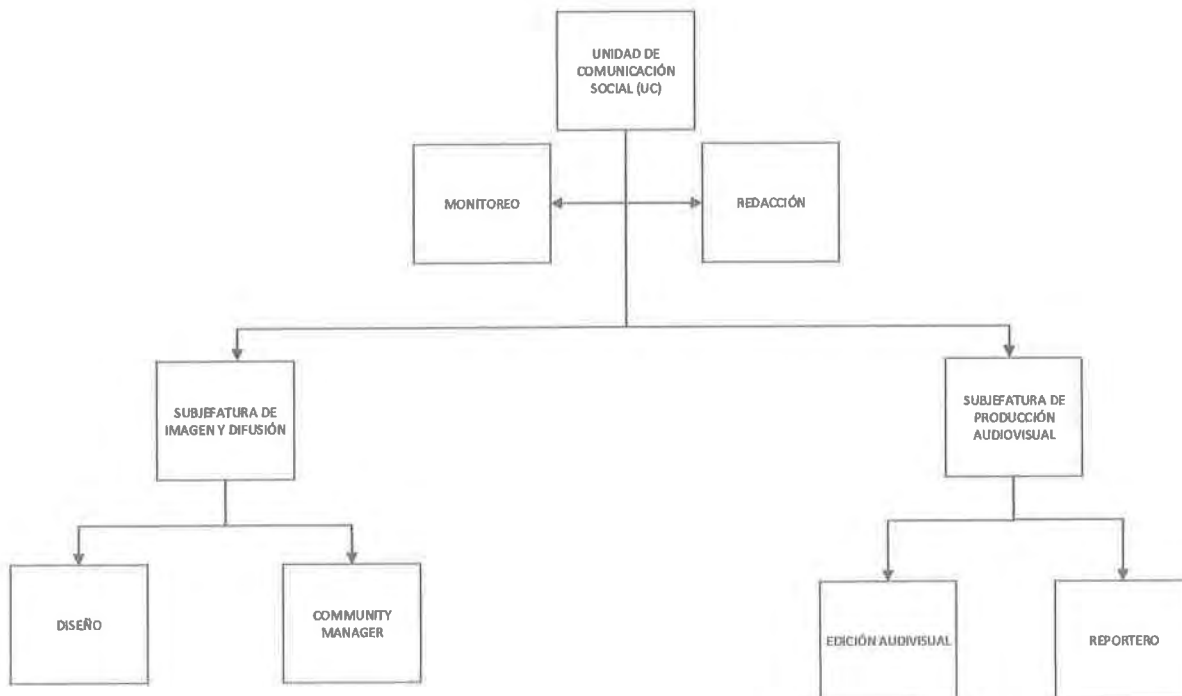 UNIDAD DE
COMUNICACIÓN
SOCIAL (UC)
MONITOREO
REDACCIÓN
SUBJEFATURA DE
IMAGEN Y DIFUSIÓN
SUBJEFATURA DE
PRODUCCIÓN
AUDIOVISUAL
DISEÑO
COMMUNITY
MANAGER
EDICIÓN AUDIVISUAL
REPORTERO